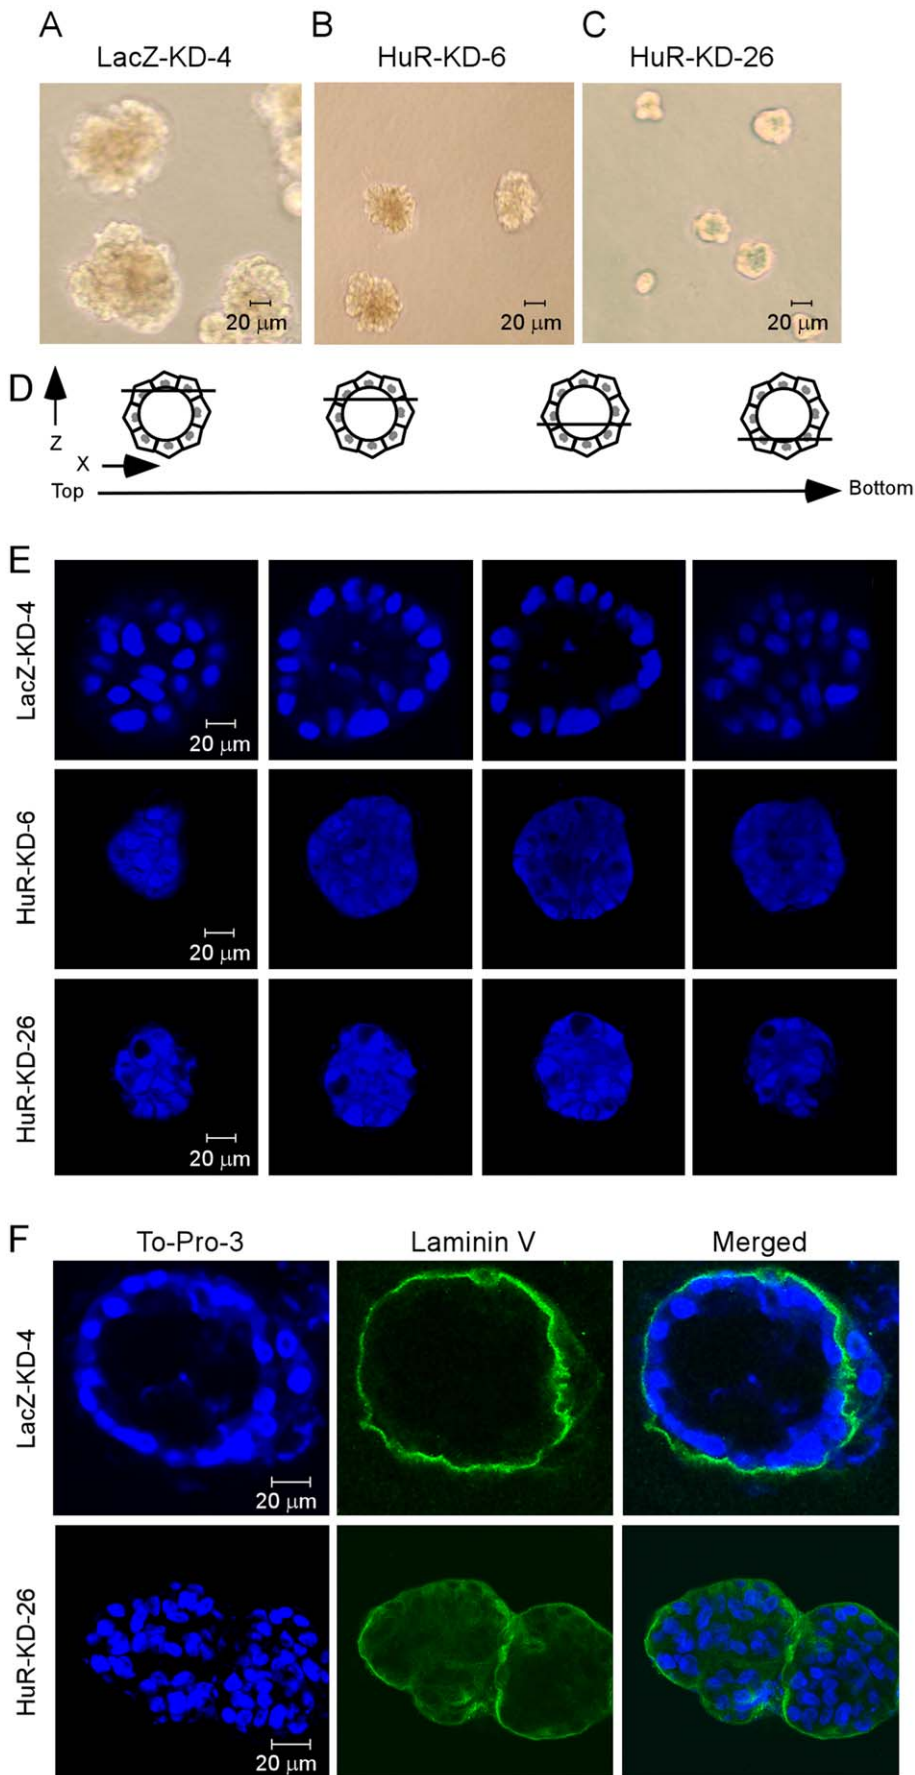 A
LacZ-KD-4
B
HuR-KD-6
C
HuR-KD-26
20 μm
20 μm
20 μm
D
Z
X
Top
Bottom
E
LacZ-KD-4
20 μm
HuR-KD-6
20 μm
HuR-KD-26
20 μm
F
To-Pro-3
Laminin V
Merged
LacZ-KD-4
20 μm
HuR-KD-26
20 μm